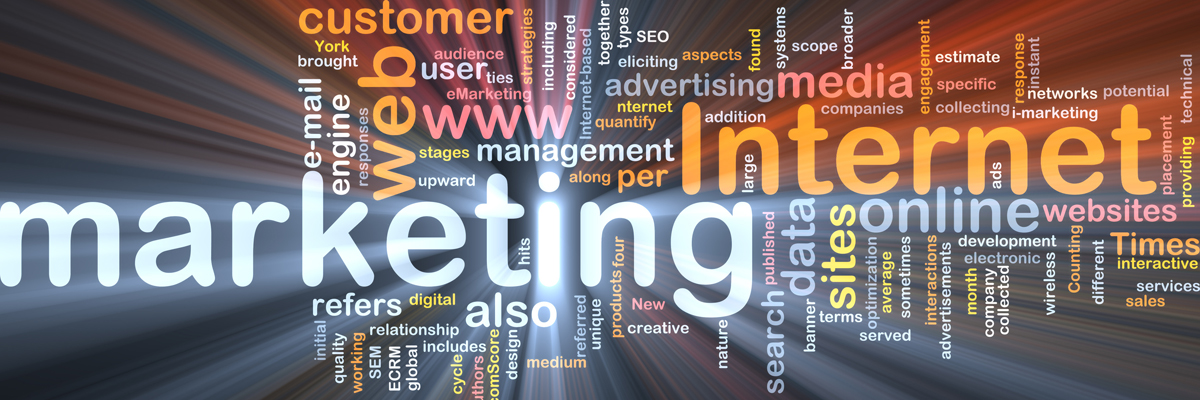 customer
York
brought
audience
user
ties
eMarketing
strategies
including
considered
Internet-based
together
types
SEO
eliciting
aspects
found
systems
scope
broader
engagement
estimate
specific
response
instant
networks
potential
technical
e-mail
engine
responses
web
www
stages
management
upward
along
per
advertising
media
nternet
quantify
addition
companies
collecting
i-marketing
Internet
large
ads
placement
providing
marketing
hits
published
data
sites
online
websites
refers
digital
also
four
products
New
creative
referred
unique
nature
search
banner
terms
optimization
average
served
sometimes
interactions
advertisements
development
electronic
month
company
collected
wireless
Counting
different
Times
interactive
services
sales
initial
quality
working
relationship
SEM
ECRM
global
includes
cycle
comScore
design
medium